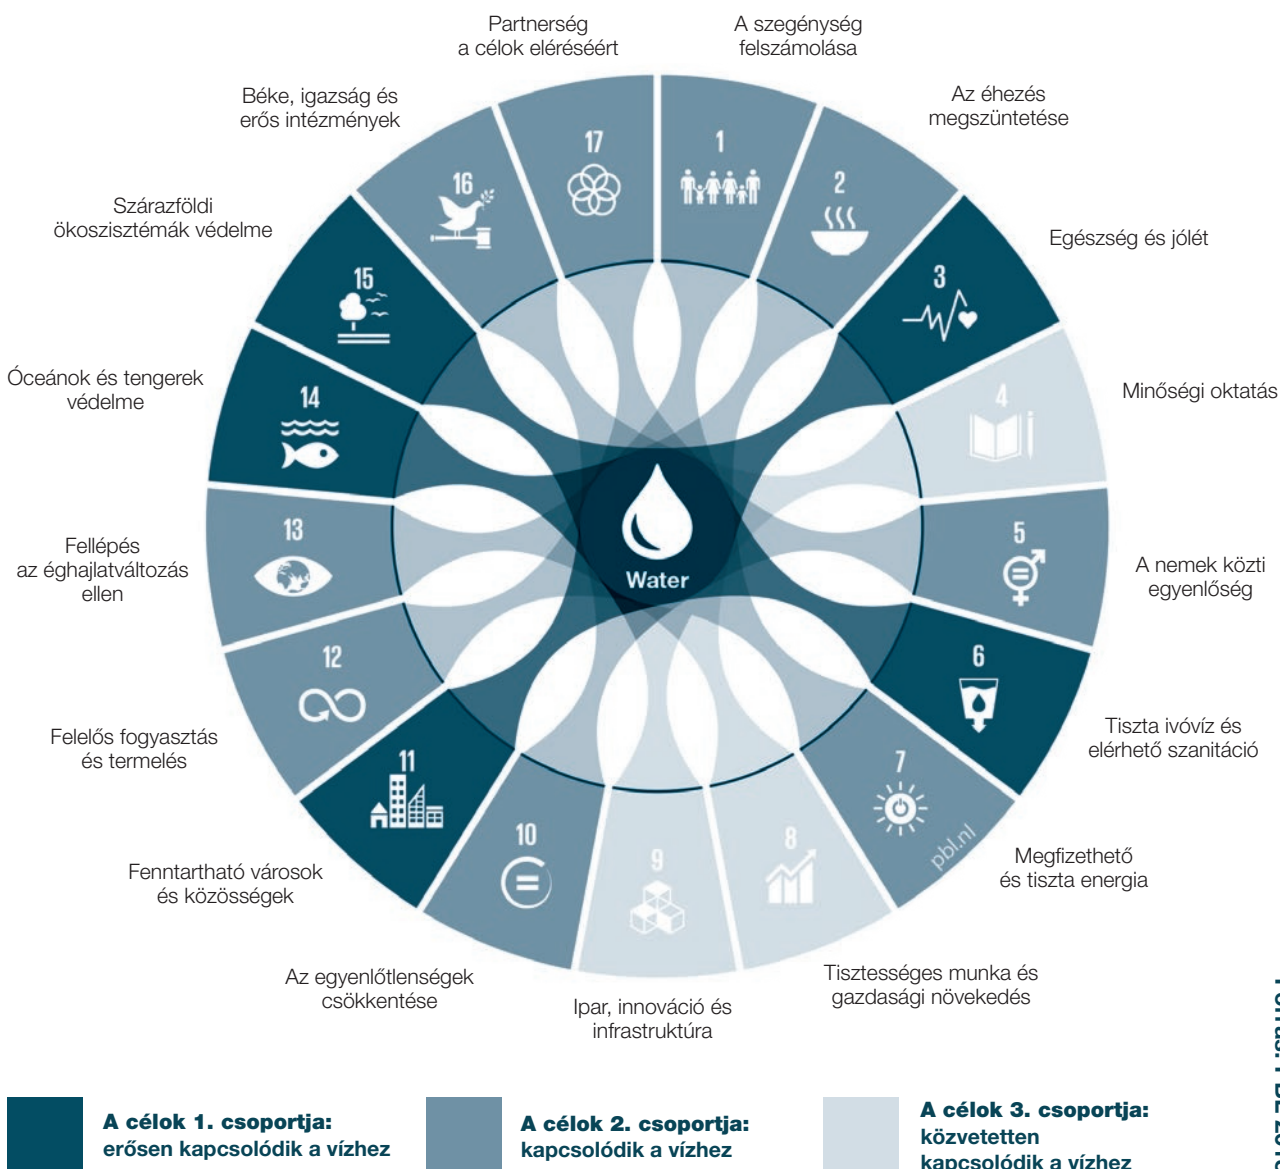 Partnerség
a célok eléréséért
A szegénység
felszámolása
Az éhezés
megszüntetése
Egészség és jólét
Minőségi oktatás
A nemek közti
egyenlőség
Tiszta ivóvíz és
elérhető szanitáció
Megfizethető
és tiszta energia
Tisztességes munka és
gazdasági növekedés
Ipar, innováció és
infrastruktúra
Az egyenlőtlenségek
csökkentése
Fenntartható városok
és közösségek
Felelős fogyasztás
és termelés
Fellépés
az éghajlatváltozás
ellen
Óceánok és tengerek
védelme
Szárazföldi
ökoszisztémák védelme
Béke, igazság és
erős intézmények
1
2
3
4
5
6
7
8
9
10
11
12
13
14
15
16
17
Water
pbl.nl
A célok 1. csoportja:
erősen kapcsolódik a vízhez
A célok 2. csoportja:
kapcsolódik a vízhez
A célok 3. csoportja:
közvetetten
kapcsolódik a vízhez